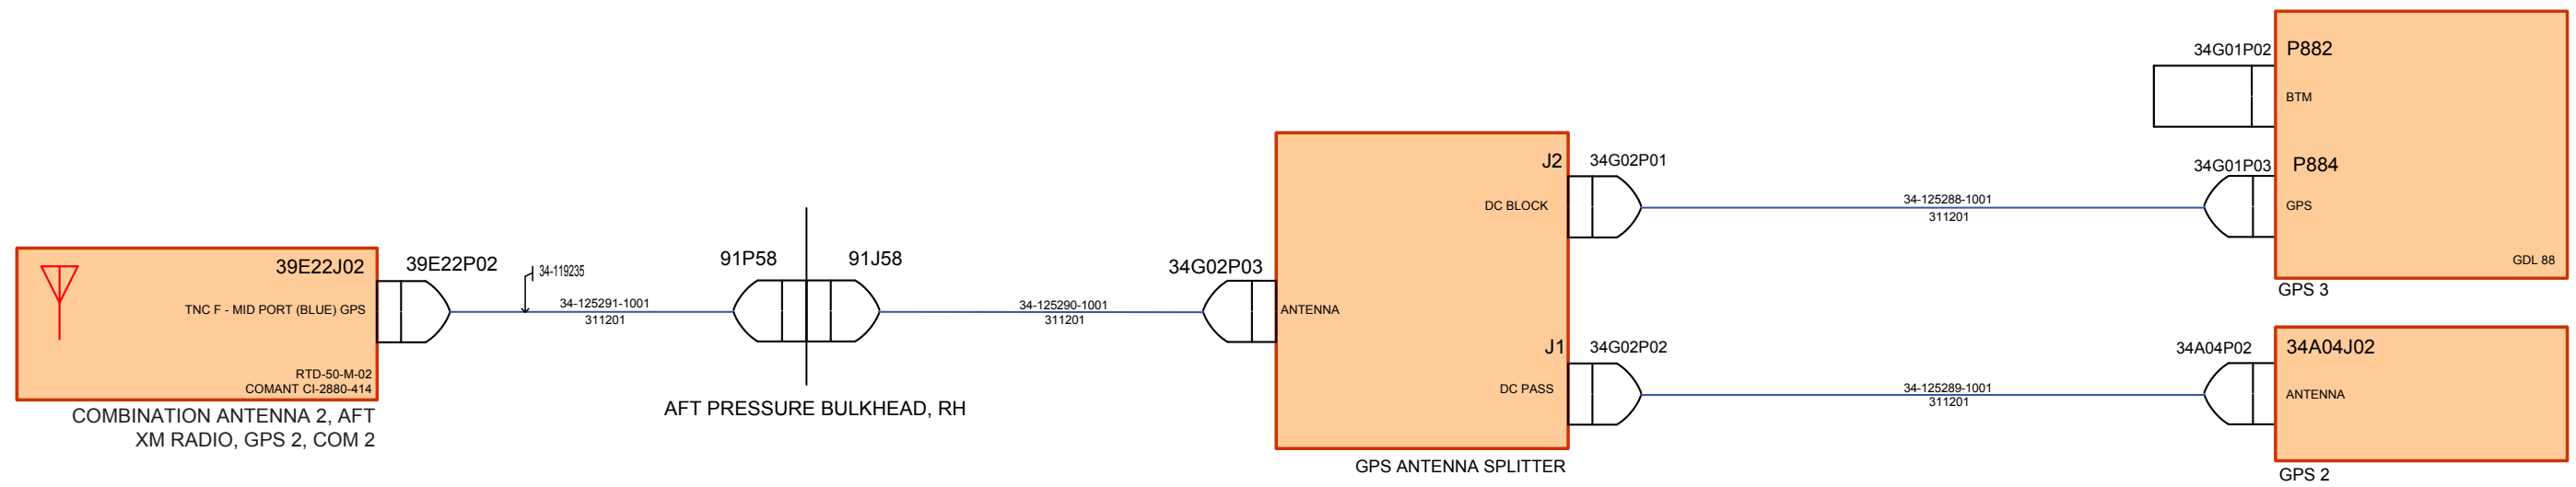 39E22J02
TNC F - MID PORT (BLUE) GPS
RTD-50-M-02
COMANT CI-2880-414
COMBINATION ANTENNA 2, AFT
XM RADIO, GPS 2, COM 2
39E22P02
34-119235
34-125291-1001
311201
91P58
91J58
AFT PRESSURE BULKHEAD, RH
34-125290-1001
311201
34G02P03
ANTENNA
J2
DC BLOCK
J1
DC PASS
GPS ANTENNA SPLITTER
34G02P01
34-125288-1001
311201
34G02P02
34-125289-1001
311201
34G01P02
P882
BTM
34G01P03
P884
GPS
GDL 88
GPS 3
34A04P02
34A04J02
ANTENNA
GPS 2